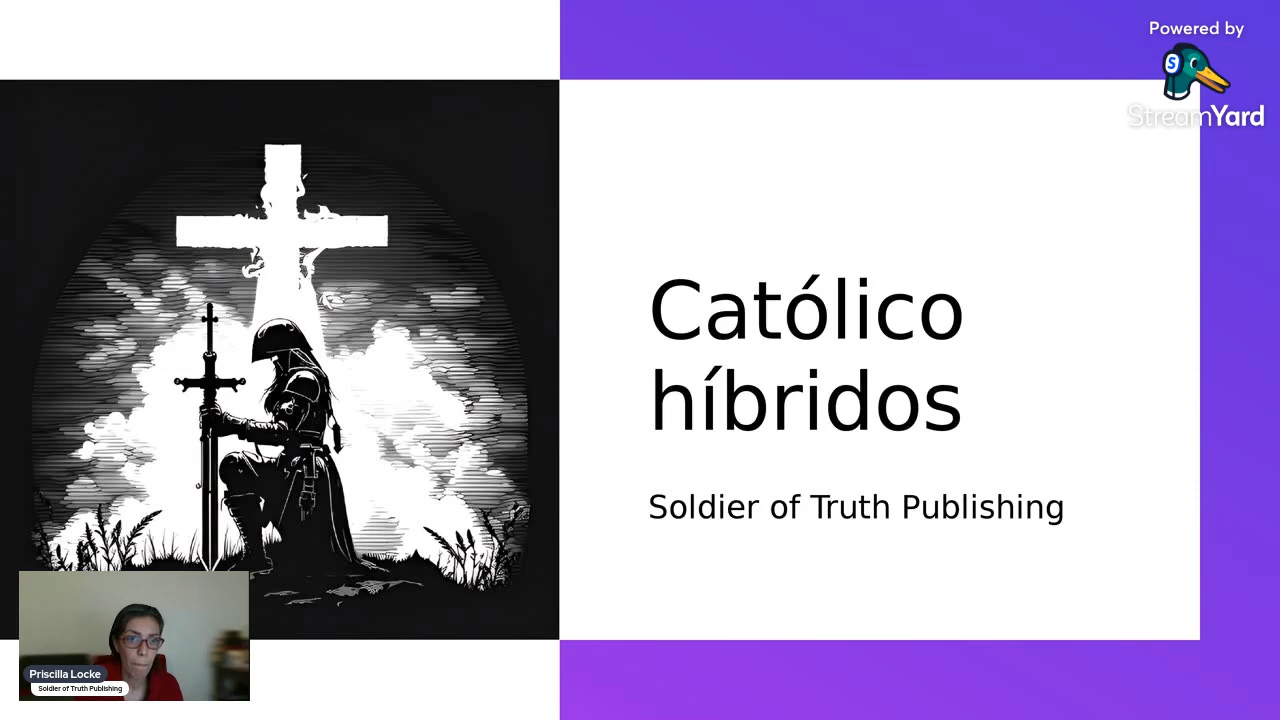 Powered by
StreamYard
Católico
híbridos
Soldier of Truth Publishing
Priscilla Locke
Soldier of Truth Publishing